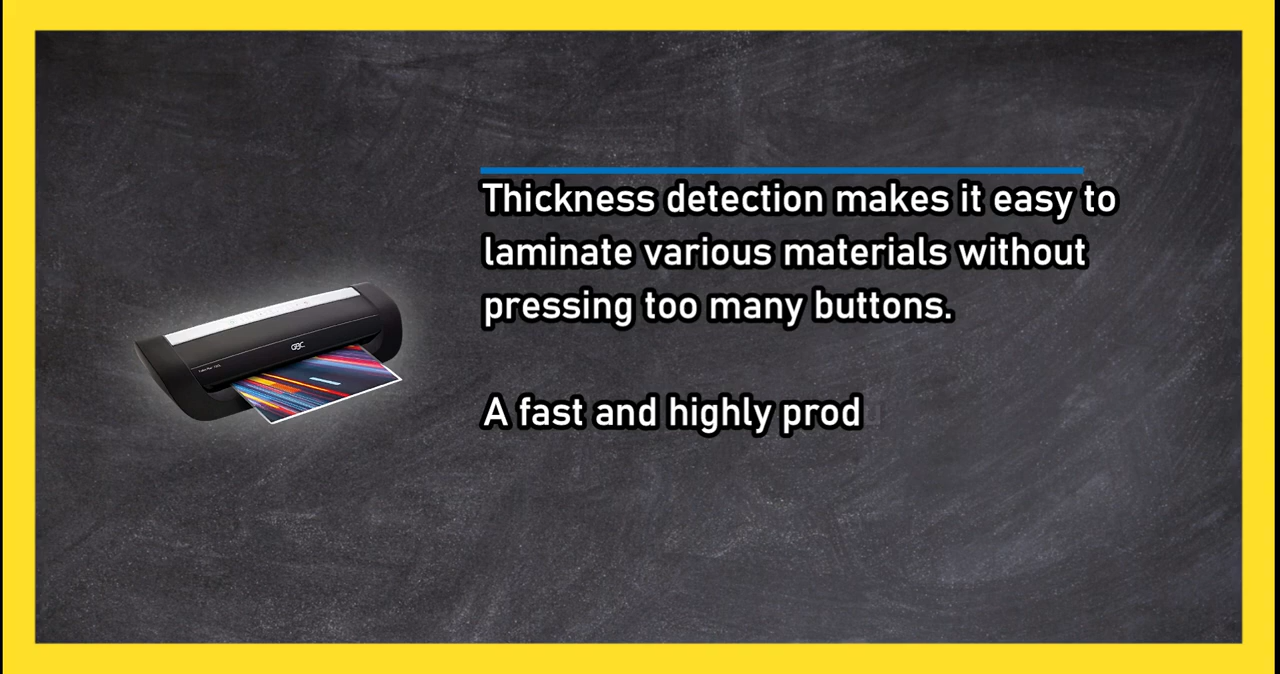 Thickness detection makes it easy to
laminate various materials without
pressing too many buttons.
A fast and highly prod
GBC